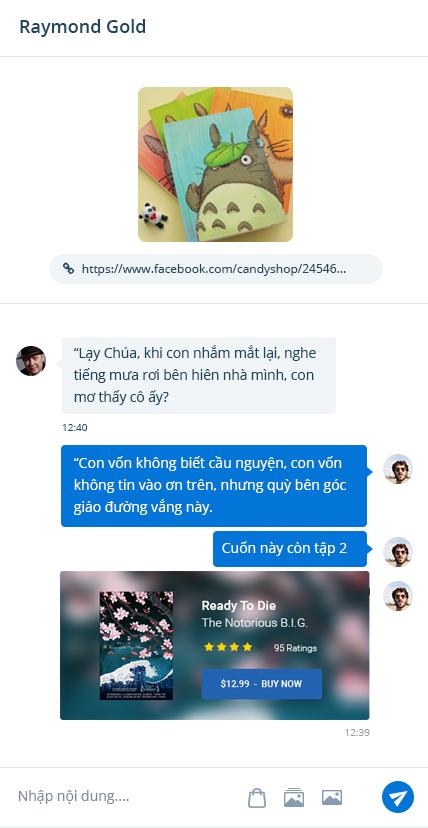 Raymond Gold
https://www.facebook.com/candyshop/24546...
“Lạy Chúa, khi con nhắm mắt lại, nghe
tiếng mưa rơi bên hiên nhà mình, con
mơ thấy cô ấy?
12:40
“Con vốn không biết cầu nguyện, con vốn
không tin vào ơn trên, nhưng quỳ bên góc
giáo đường vắng này.
Cuốn này còn tập 2
Ready To Die
The Notorious B.I.G.
95 Ratings
$12.99 - BUY NOW
12:39
Nhập nội dung....